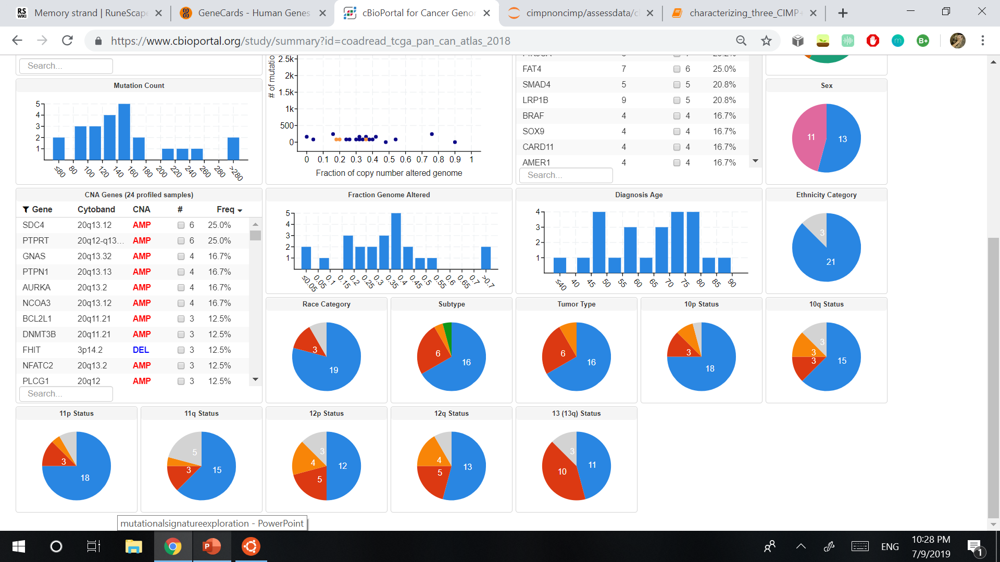 RS WIKI Memory strand | RuneScape
GeneCards - Human Genes
cBioPortal for Cancer Genor
cimpnoncimp/assessdata/c
characterizing_three_CIMP
https://www.cbioportal.org/study/summary?id=coadread_tcga_pan_can_atlas_2018
m
B+
Search...
# of mutatio
2.5k
2k
1.5k
1k
500
0
0 0.1 0.2 0.3 0.4 0.5 0.6 0.7 0.8 0.9 1
Fraction of copy number altered genome
FAT4 7 6 25.0%
SMAD4 5 5 20.8%
LRP1B 9 5 20.8%
BRAF 4 4 16.7%
SOX9 4 4 16.7%
CARD11 4 4 16.7%
AMER1 4 4 16.7%
Search...
Mutation Count
5
4
3
2
1
≤80 80 100 120 140 160 180 200 220 240 260 280 >280
Sex
11 13
CNA Genes (24 profiled samples)
Gene Cytoband CNA # Freq
SDC4 20q13.12 AMP 6 25.0%
PTPRT 20q12-q13... AMP 6 25.0%
GNAS 20q13.32 AMP 4 16.7%
PTPN1 20q13.13 AMP 4 16.7%
AURKA 20q13.2 AMP 4 16.7%
NCOA3 20q13.12 AMP 4 16.7%
BCL2L1 20q11.21 AMP 3 12.5%
DNMT3B 20q11.21 AMP 3 12.5%
FHIT 3p14.2 DEL 3 12.5%
NFATC2 20q13.2 AMP 3 12.5%
PLCG1 20q12 AMP 3 12.5%
Search...
Fraction Genome Altered
5
4
3
2
1
≤0.05 0.05 0.1 0.15 0.2 0.25 0.3 0.35 0.4 0.45 0.5 0.55 0.6 0.65 0.7 >0.7
Diagnosis Age
4
3
2
1
≤40 40 45 50 55 60 65 70 75 80 85 90
Ethnicity Category
3
21
Race Category
3
19
Subtype
6
16
Tumor Type
6
16
10p Status
3
18
10q Status
3
3
3
15
11p Status
3
18
11q Status
5
3
15
12p Status
3
4
12
5
12q Status
4
13
5
13 (13q) Status
3
11
10
mutationalsignatureexploration - PowerPoint
P
ENG
10:28 PM
7/9/2019
1